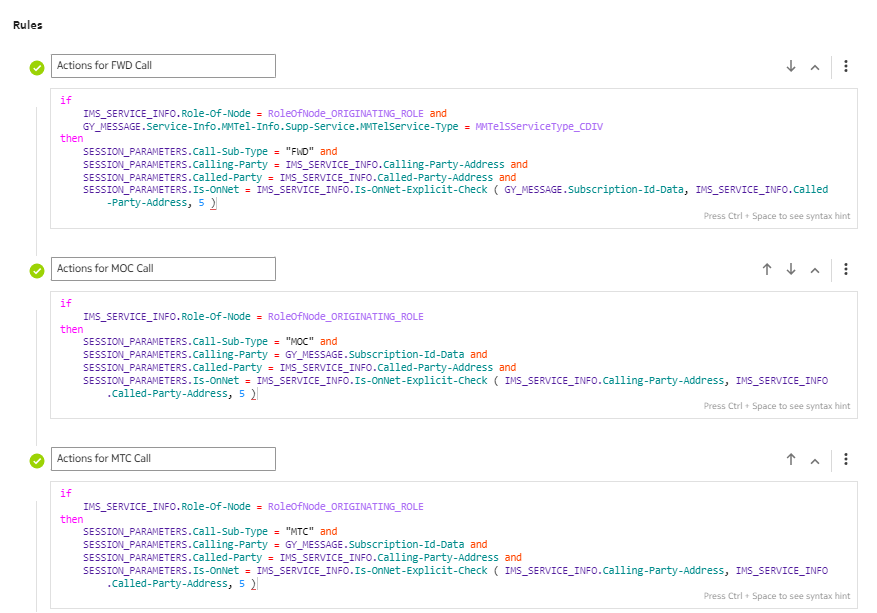 Rules
Actions for FWD Call
if
IMS_SERVICE_INFO.Role-Of-Node = RoleOfNode_ORIGINATING_ROLE and
GY_MESSAGE.Service-Info.MMTel-Info.Supp-Service.MMTelService-Type = MMTelSServiceType_CDIV
then
SESSION_PARAMETERS.Call-Sub-Type = "FWD" and
SESSION_PARAMETERS.Calling-Party = IMS_SERVICE_INFO.Calling-Party-Address and
SESSION_PARAMETERS.Called-Party = IMS_SERVICE_INFO.Called-Party-Address and
SESSION_PARAMETERS.Is-OnNet = IMS_SERVICE_INFO.Is-OnNet-Explicit-Check ( GY_MESSAGE.Subscription-Id-Data, IMS_SERVICE_INFO.Called
-Party-Address, 5 )
Press Ctrl + Space to see syntax hint
Actions for MOC Call
if
IMS_SERVICE_INFO.Role-Of-Node = RoleOfNode_ORIGINATING_ROLE
then
SESSION_PARAMETERS.Call-Sub-Type = "MOC" and
SESSION_PARAMETERS.Calling-Party = GY_MESSAGE.Subscription-Id-Data and
SESSION_PARAMETERS.Called-Party = IMS_SERVICE_INFO.Called-Party-Address and
SESSION_PARAMETERS.Is-OnNet = IMS_SERVICE_INFO.Is-OnNet-Explicit-Check ( IMS_SERVICE_INFO.Calling-Party-Address, IMS_SERVICE_INFO
.Called-Party-Address, 5 )
Press Ctrl + Space to see syntax hint
Actions for MTC Call
if
IMS_SERVICE_INFO.Role-Of-Node = RoleOfNode_ORIGINATING_ROLE
then
SESSION_PARAMETERS.Call-Sub-Type = "MTC" and
SESSION_PARAMETERS.Calling-Party = GY_MESSAGE.Subscription-Id-Data and
SESSION_PARAMETERS.Called-Party = IMS_SERVICE_INFO.Calling-Party-Address and
SESSION_PARAMETERS.Is-OnNet = IMS_SERVICE_INFO.Is-OnNet-Explicit-Check ( IMS_SERVICE_INFO.Calling-Party-Address, IMS_SERVICE_INFO
.Called-Party-Address, 5 )
Press Ctrl + Space to see syntax hint